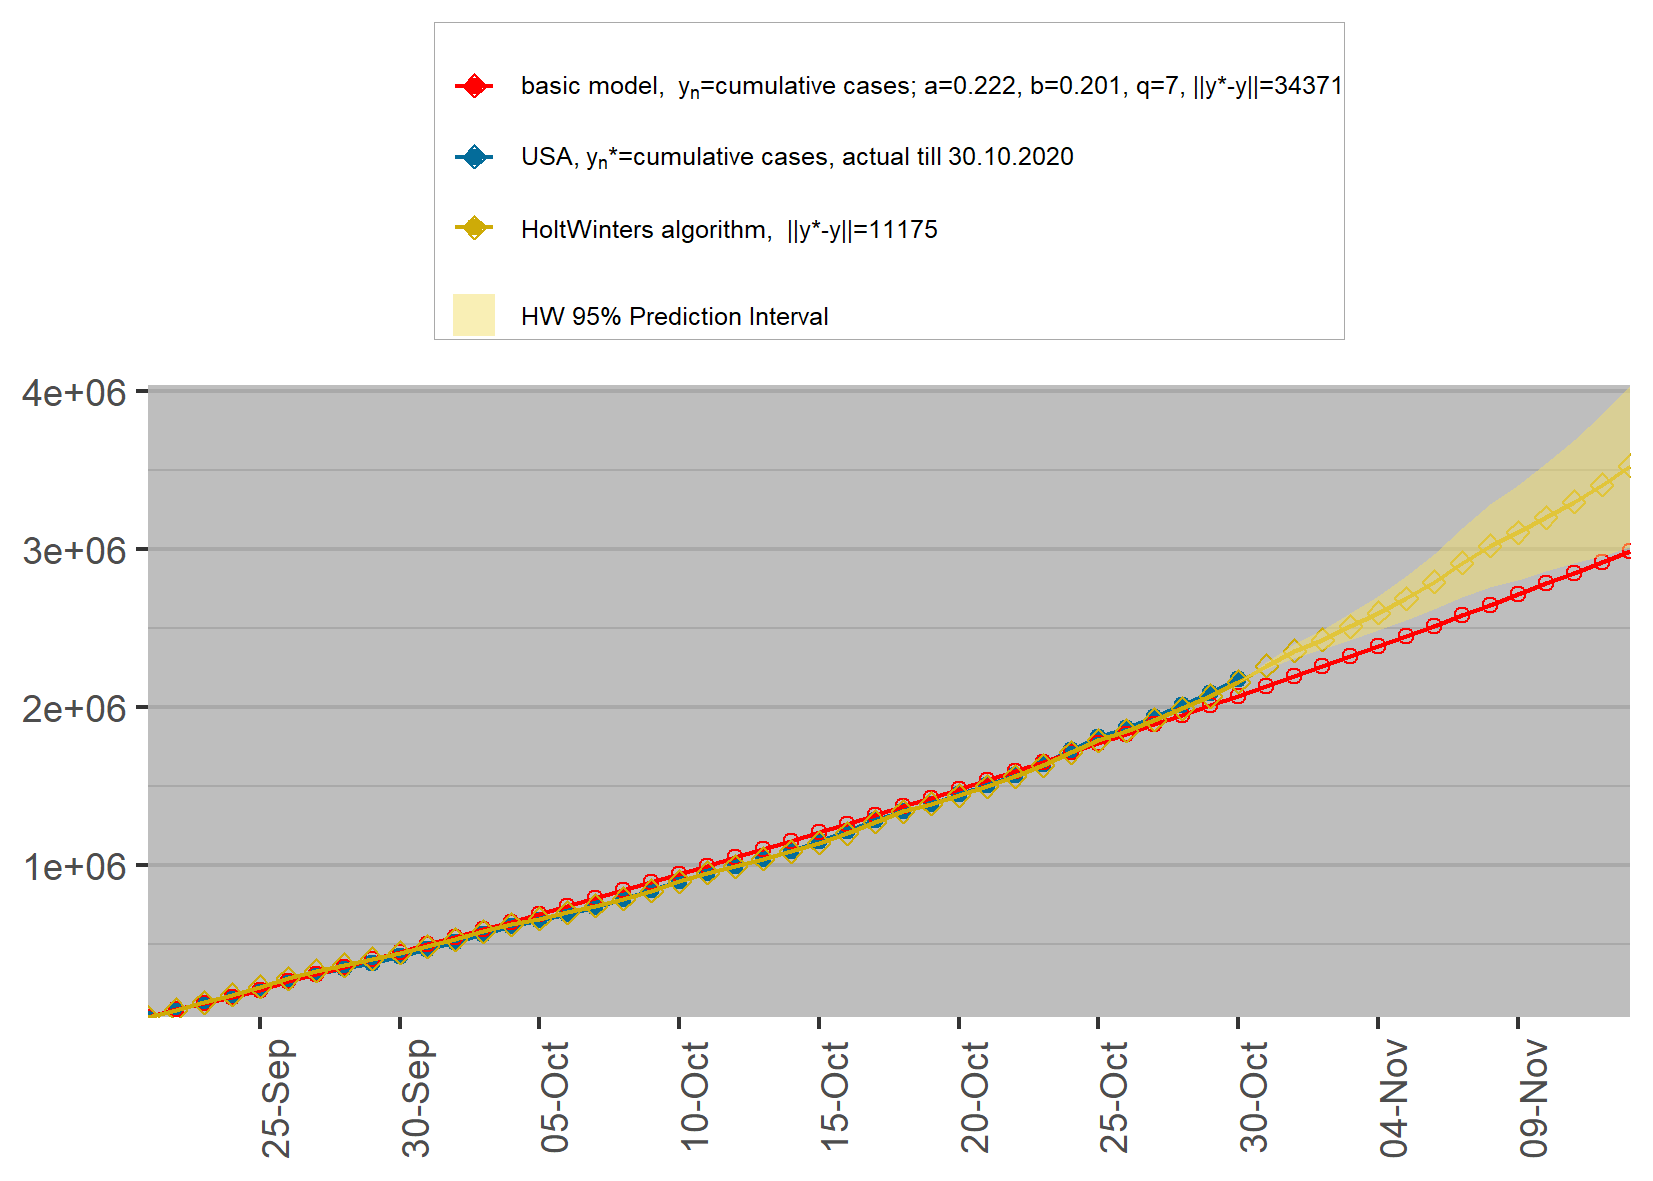 basic model,  yn=cumulative cases; a=0.222, b=0.201, q=7, ||y*-y||=34371
USA, yn*=cumulative cases, actual till 30.10.2020
HoltWinters algorithm,  ||y*-y||=11175
HW 95% Prediction Interval
4e+06
3e+06
2e+06
1e+06
25-Sep
30-Sep
05-Oct
10-Oct
15-Oct
20-Oct
25-Oct
30-Oct
04-Nov
09-Nov